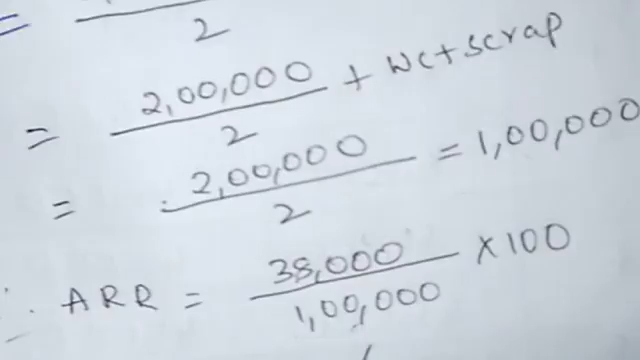 = 2
= 2,00,000 / 2 + WC + Scrap
= 2,00,000 / 2 = 1,00,000
∴ ARR = 38,000 / 1,00,000 × 100